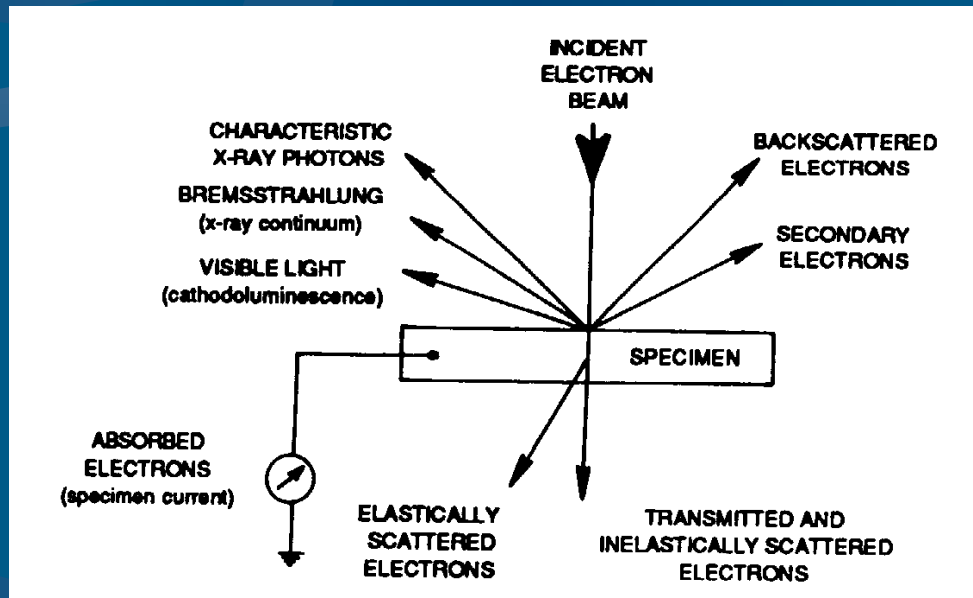 INCIDENT
ELECTRON
BEAM
CHARACTERISTIC
X-RAY PHOTONS
BREMSSTRAHLUNG
(x-ray continuum)
VISIBLE LIGHT
(cathodoluminescence)
BACKSCATTERED
ELECTRONS
SECONDARY
ELECTRONS
SPECIMEN
ABSORBED
ELECTRONS
(specimen current)
ELASTICALLY
SCATTERED
ELECTRONS
TRANSMITTED AND
INELASTICALLY SCATTERED
ELECTRONS